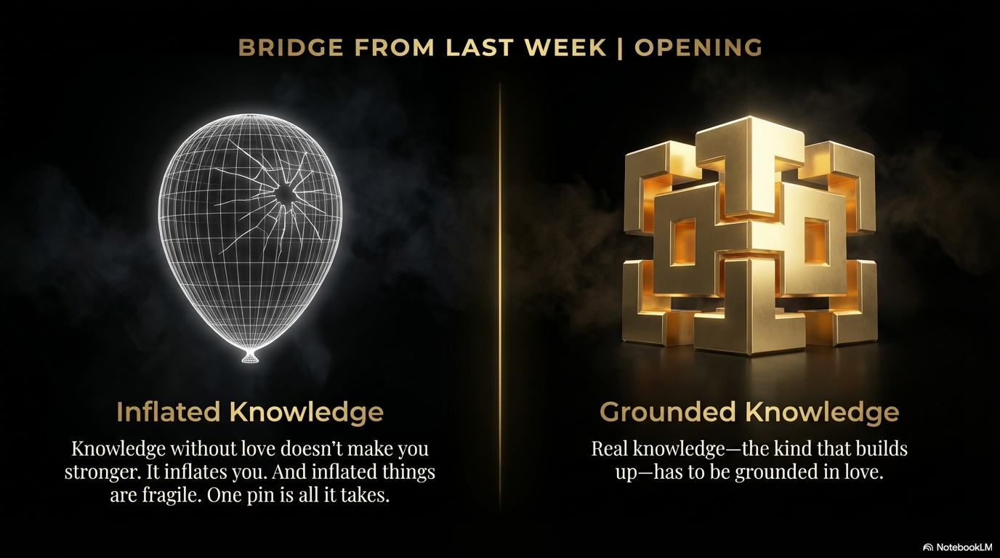 BRIDGE FROM LAST WEEK | OPENING
Inflated Knowledge
Knowledge without love doesn’t make you
stronger. It inflates you. And inflated things
are fragile. One pin is all it takes.
Grounded Knowledge
Real knowledge—the kind that builds
up—has to be grounded in love.
NotebookLM